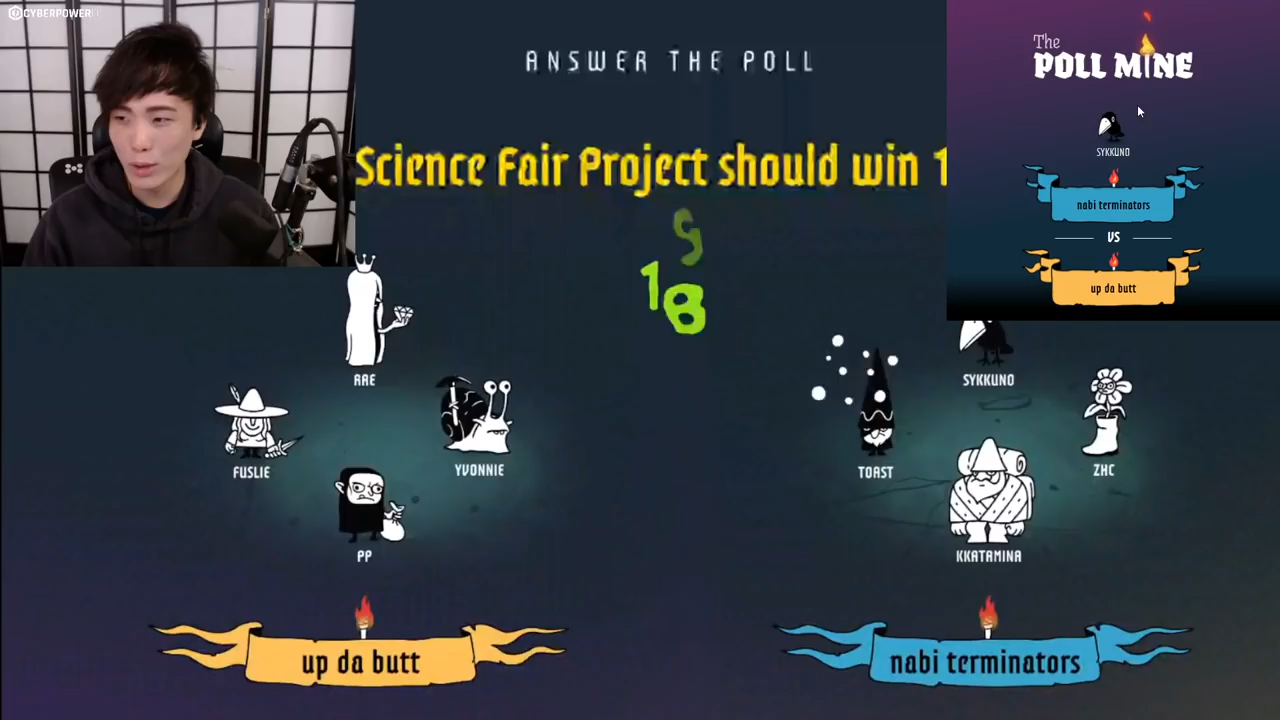 CYBERPOWER
ANSWER THE POLL
Science Fair Project should win 1
18
RAE
FUSLIE
YVONNIE
PP
TOAST
SYKKUNO
ZHC
KKATAMINA
up da butt
nabi terminators
The
POLL MINE
SYKKUNO
nabi terminators
VS
up da butt